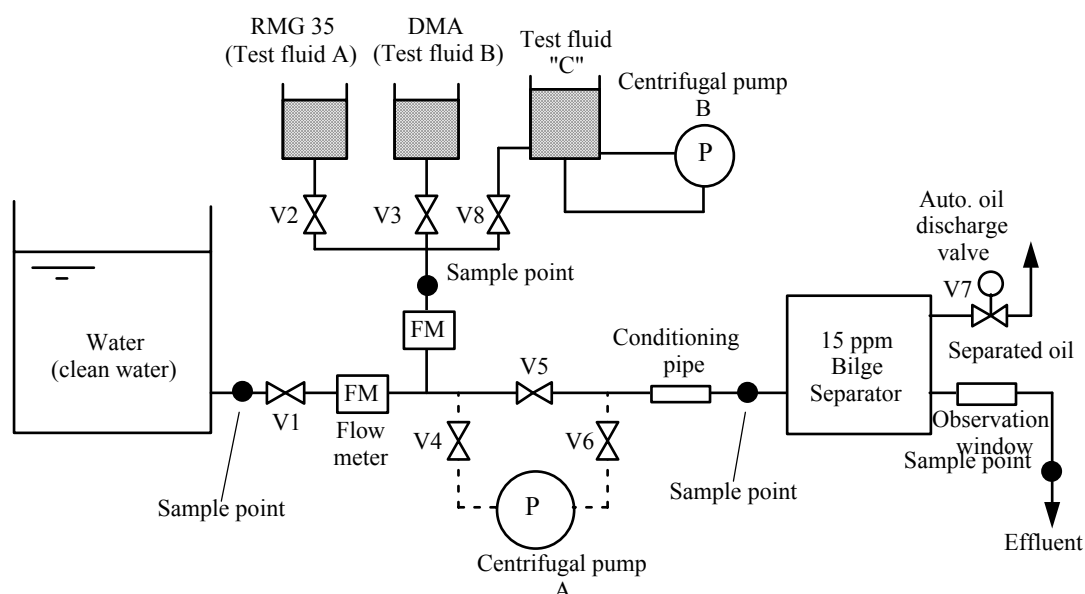 RMG 35
(Test fluid A)
DMA
(Test fluid B)
Test fluid
"C"
Centrifugal pump
B
P
V2
V3
V8
Sample point
FM
Water
(clean water)
V1
FM
Flow
meter
V5
V4
V6
P
Centrifugal pump
A
Sample point
Conditioning
pipe
Sample point
15 ppm
Bilge
Separator
Auto. oil
discharge
valve
V7
Separated oil
Observation
window
Sample point
Effluent